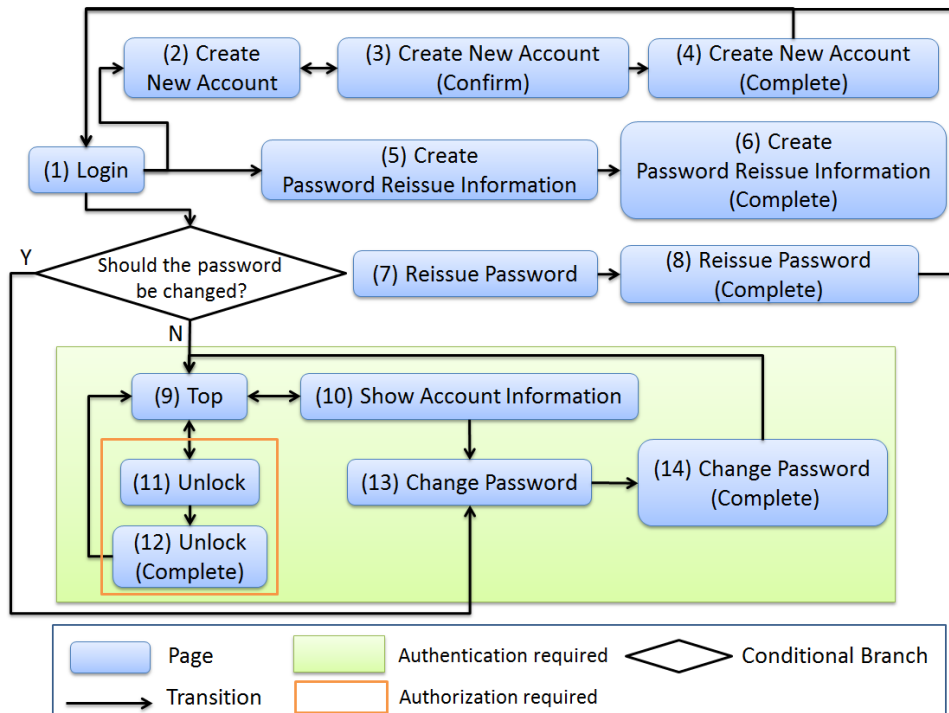 (2) Create
New Account
(3) Create New Account
(Confirm)
(4) Create New Account
(Complete)
(1) Login
(5) Create
Password Reissue Information
(6) Create
Password Reissue Information
(Complete)
Y
Should the password
be changed?
(7) Reissue Password
(8) Reissue Password
(Complete)
N
(9) Top
(10) Show Account Information
(11) Unlock
(13) Change Password
(14) Change Password
(Complete)
(12) Unlock
(Complete)
Page
Authentication required
Conditional Branch
Transition
Authorization required